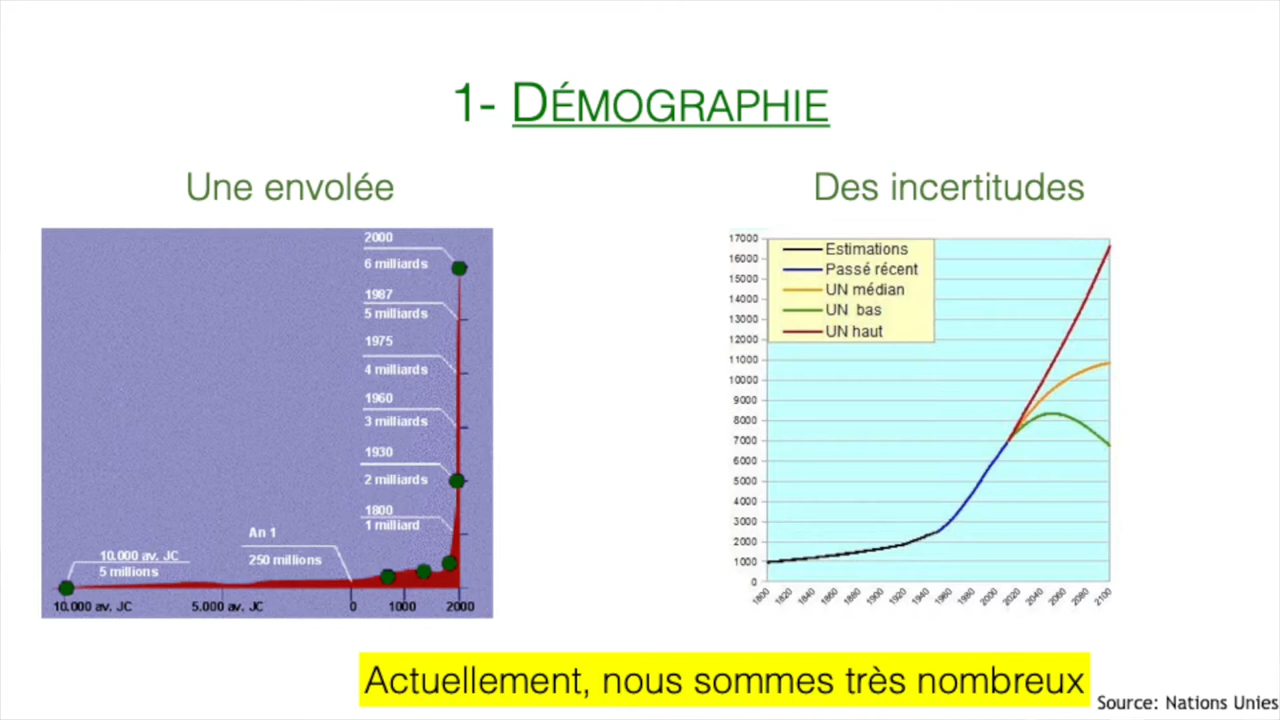 1- DÉMOGRAPHIE
Une envolée
Des incertitudes
2000
6 milliards
1987
5 milliards
1975
4 milliards
1960
3 milliards
1930
2 milliards
1800
1 milliard
An 1
250 millions
10.000 av. JC
5 millions
10.000 av. JC 5.000 av. JC 0 1000 2000
17000
16000
15000
14000
13000
12000
11000
10000
9000
8000
7000
6000
5000
4000
3000
2000
1000
0
Estimations
Passé récent
UN médian
UN bas
UN haut
1800 1820 1840 1860 1880 1900 1920 1940 1960 1980 2000 2020 2040 2060 2080 2100
Actuellement, nous sommes très nombreux
Source: Nations Unies